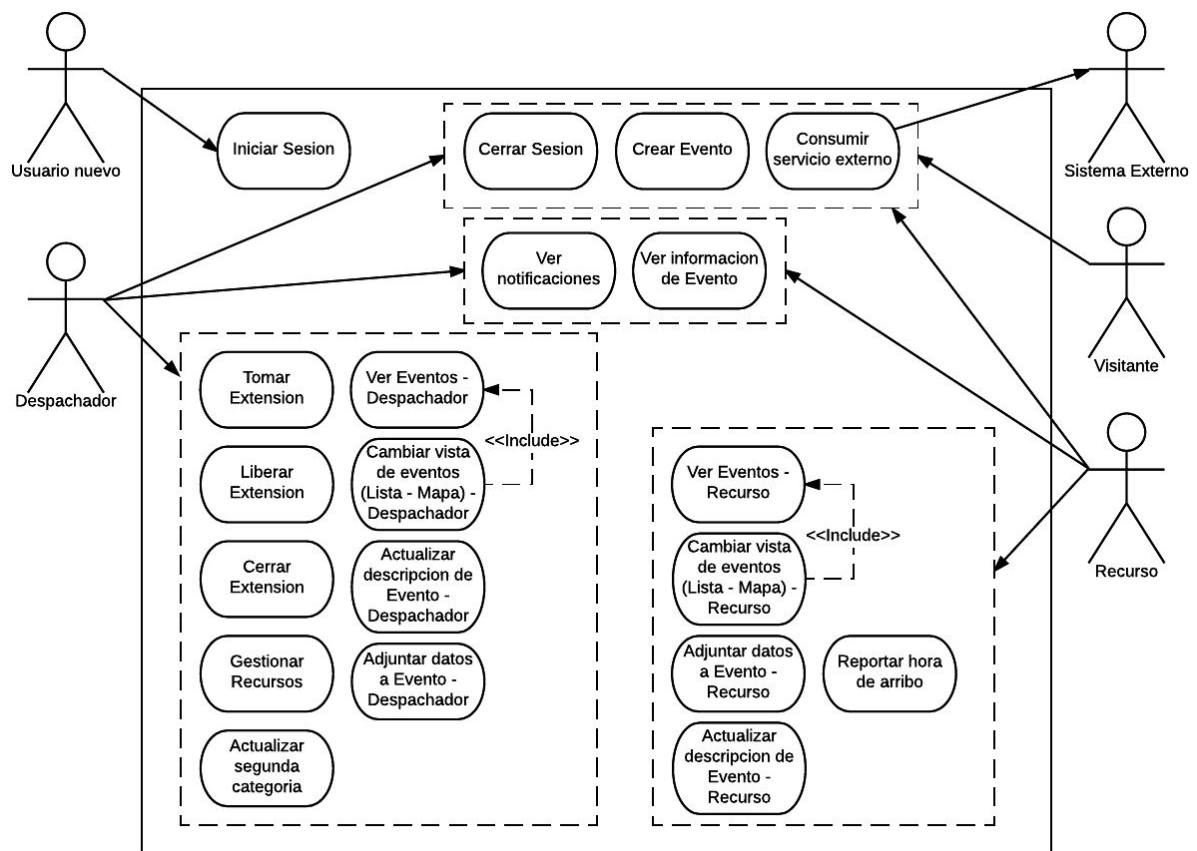 Usuario nuevo
Sistema Externo
Iniciar Sesion
Cerrar Sesion
Crear Evento
Consumir
servicio externo
Ver
notificaciones
Ver informacion
de Evento
Despachador
Visitante
Recurso
Tomar
Extension
Ver Eventos -
Despachador
<<Include>>
Liberar
Extension
Cambiar vista
de eventos
(Lista - Mapa) -
Despachador
Cerrar
Extension
Actualizar
descripcion de
Evento -
Despachador
Gestionar
Recursos
Adjuntar datos
a Evento -
Despachador
Actualizar
segunda
categoria
Ver Eventos -
Recurso
<<Include>>
Cambiar vista
de eventos
(Lista - Mapa) -
Recurso
Adjuntar datos
a Evento -
Recurso
Reportar hora
de arribo
Actualizar
descripcion de
Evento -
Recurso